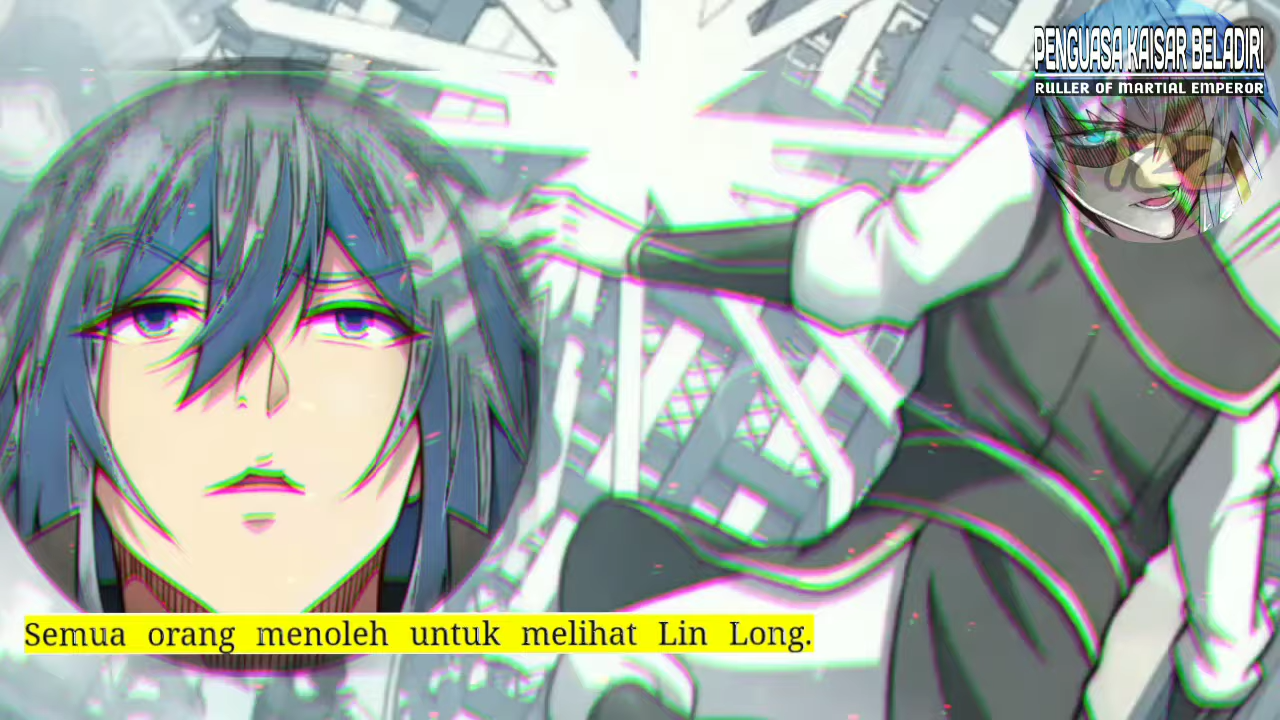 PENGUASA KAISAR BELADIRI
RULLER OF MARTIAL EMPEROR
Semua orang menoleh untuk melihat Lin Long.